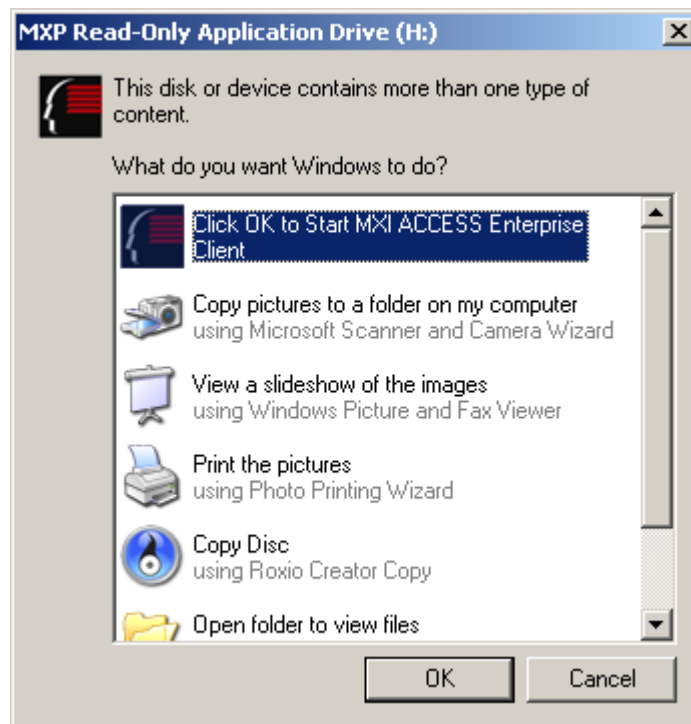 MXP Read-Only Application Drive (H:)
This disk or device contains more than one type of
content.
What do you want Windows to do?
Click OK to Start MXI ACCESS Enterprise
Client
Copy pictures to a folder on my computer
using Microsoft Scanner and Camera Wizard
View a slideshow of the images
using Windows Picture and Fax Viewer
Print the pictures
using Photo Printing Wizard
Copy Disc
using Roxio Creator Copy
Open folder to view files
OK
Cancel